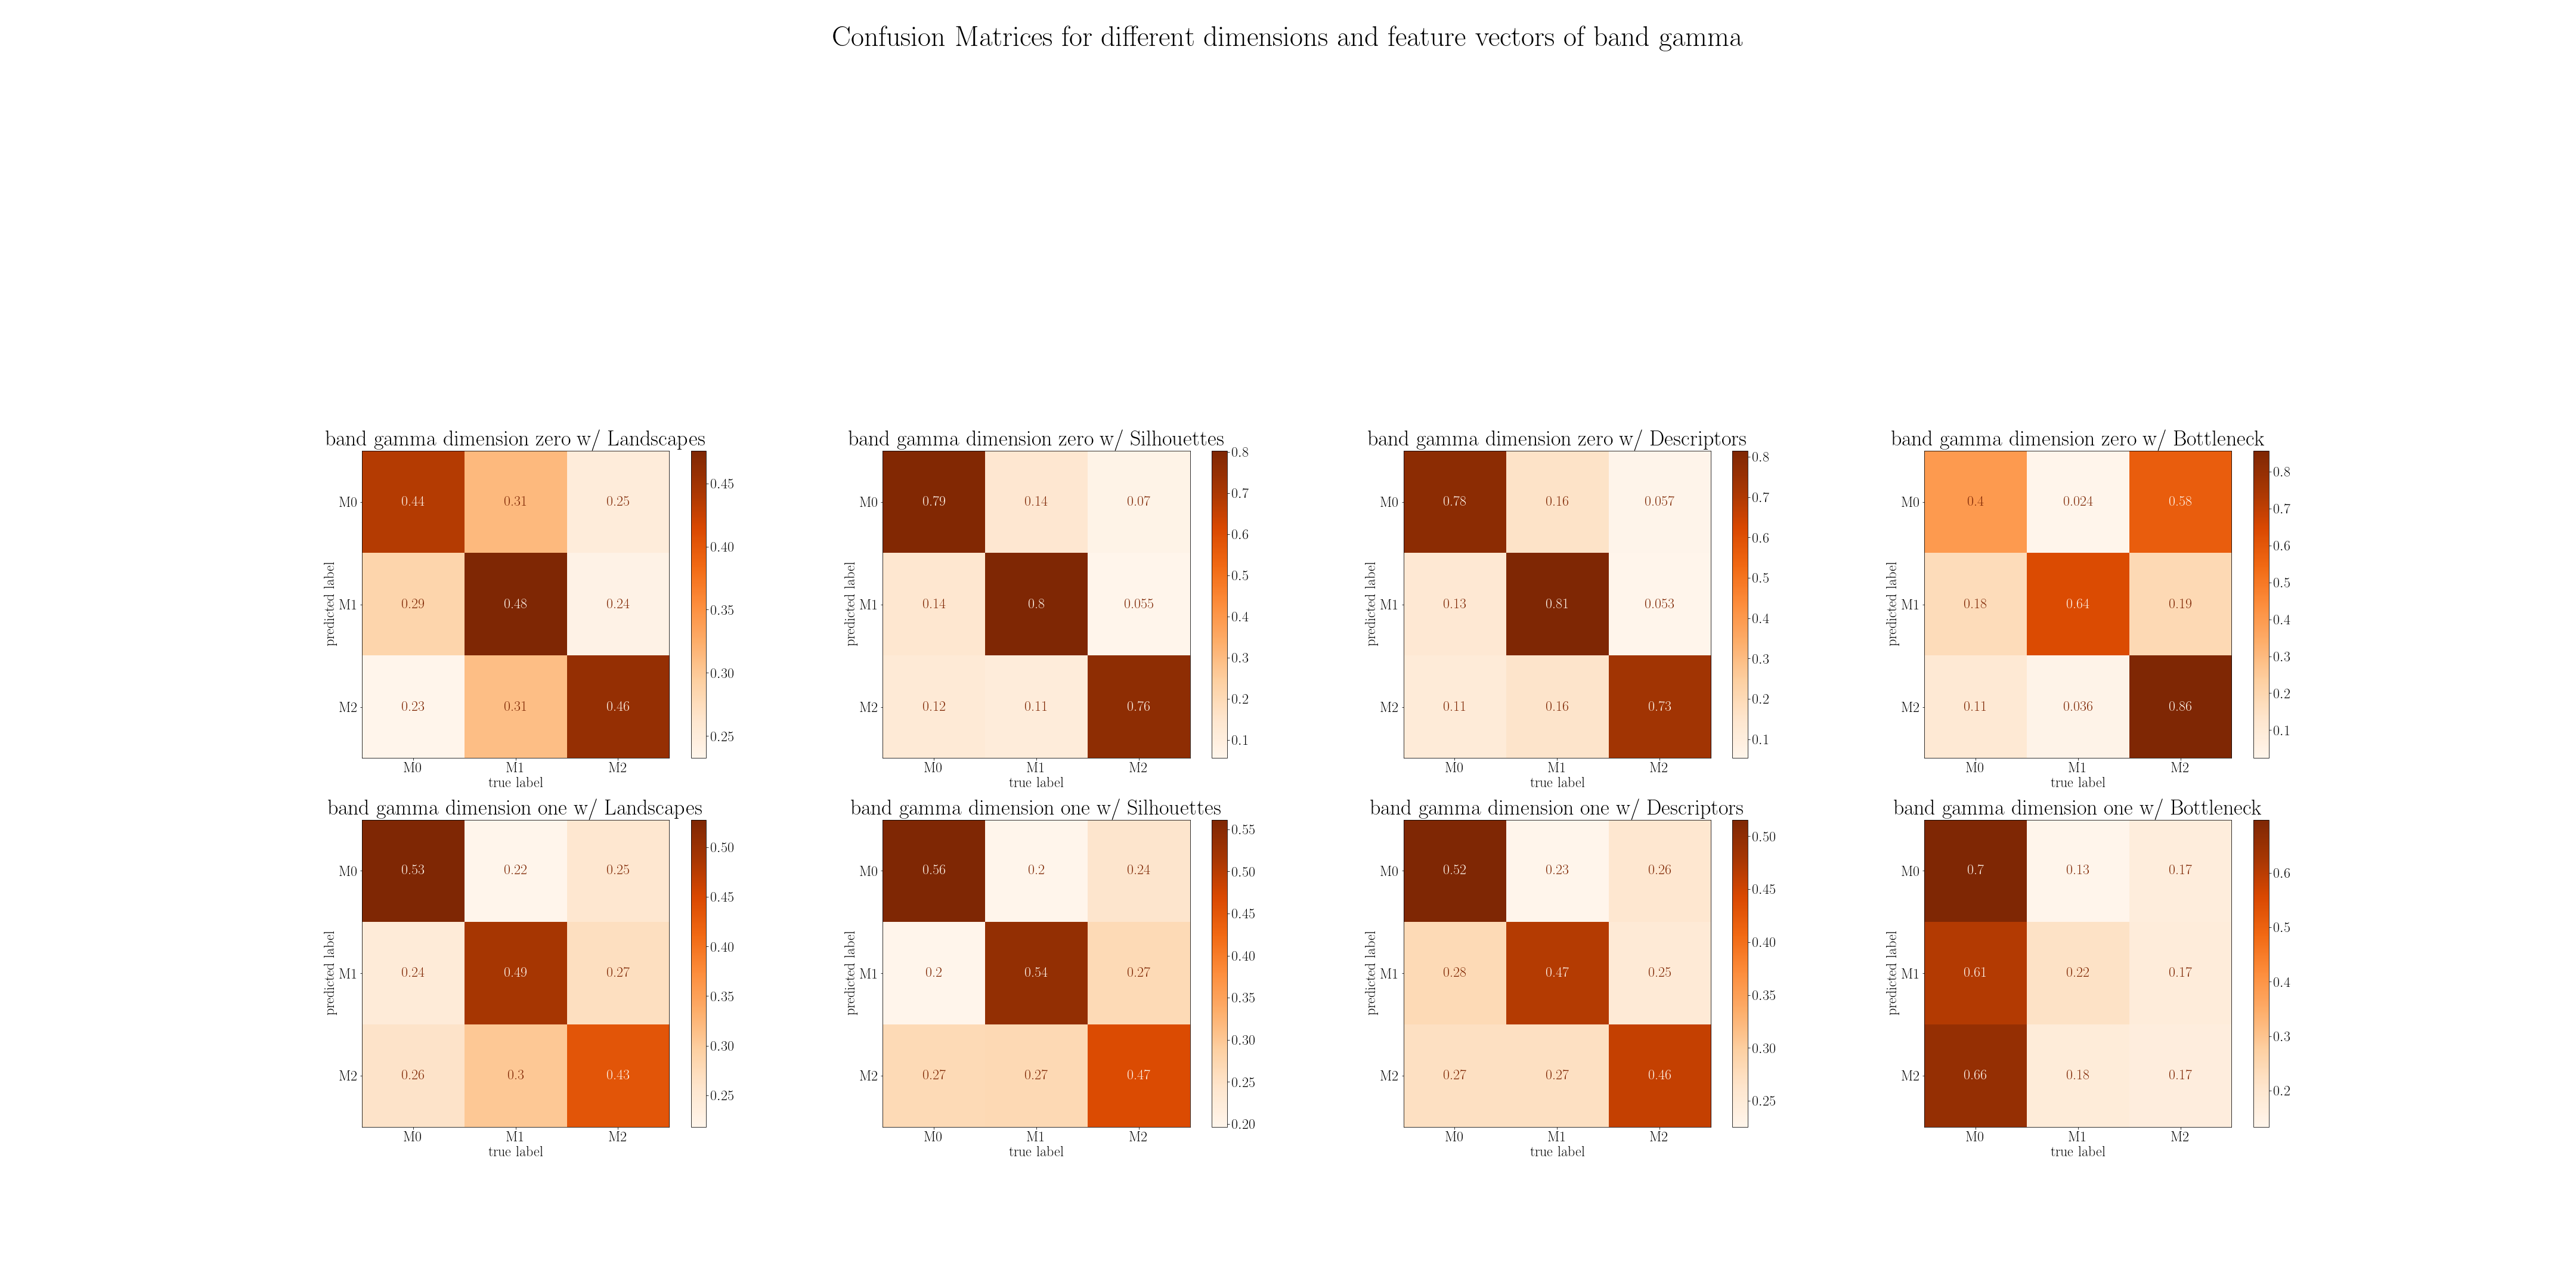 Confusion Matrices for different dimensions and feature vectors of band gamma
band gamma dimension zero w/ Landscapes
M0 0.44 0.31 0.25
M1 0.29 0.48 0.24
M2 0.23 0.31 0.46
M0 M1 M2
predicted label
true label
0.45
0.40
0.35
0.30
0.25
band gamma dimension zero w/ Silhouettes
M0 0.79 0.14 0.07
M1 0.14 0.8 0.055
M2 0.12 0.11 0.76
M0 M1 M2
predicted label
true label
0.8
0.7
0.6
0.5
0.4
0.3
0.2
0.1
band gamma dimension zero w/ Descriptors
M0 0.78 0.16 0.057
M1 0.13 0.81 0.053
M2 0.11 0.16 0.73
M0 M1 M2
predicted label
true label
0.8
0.7
0.6
0.5
0.4
0.3
0.2
0.1
band gamma dimension zero w/ Bottleneck
M0 0.4 0.024 0.58
M1 0.18 0.64 0.19
M2 0.11 0.036 0.86
M0 M1 M2
predicted label
true label
0.8
0.7
0.6
0.5
0.4
0.3
0.2
0.1
band gamma dimension one w/ Landscapes
M0 0.53 0.22 0.25
M1 0.24 0.49 0.27
M2 0.26 0.3 0.43
M0 M1 M2
predicted label
true label
0.50
0.45
0.40
0.35
0.30
0.25
band gamma dimension one w/ Silhouettes
M0 0.56 0.2 0.24
M1 0.2 0.54 0.27
M2 0.27 0.27 0.47
M0 M1 M2
predicted label
true label
0.55
0.50
0.45
0.40
0.35
0.30
0.25
0.20
band gamma dimension one w/ Descriptors
M0 0.52 0.23 0.26
M1 0.28 0.47 0.25
M2 0.27 0.27 0.46
M0 M1 M2
predicted label
true label
0.50
0.45
0.40
0.35
0.30
0.25
band gamma dimension one w/ Bottleneck
M0 0.7 0.13 0.17
M1 0.61 0.22 0.17
M2 0.66 0.18 0.17
M0 M1 M2
predicted label
true label
0.6
0.5
0.4
0.3
0.2